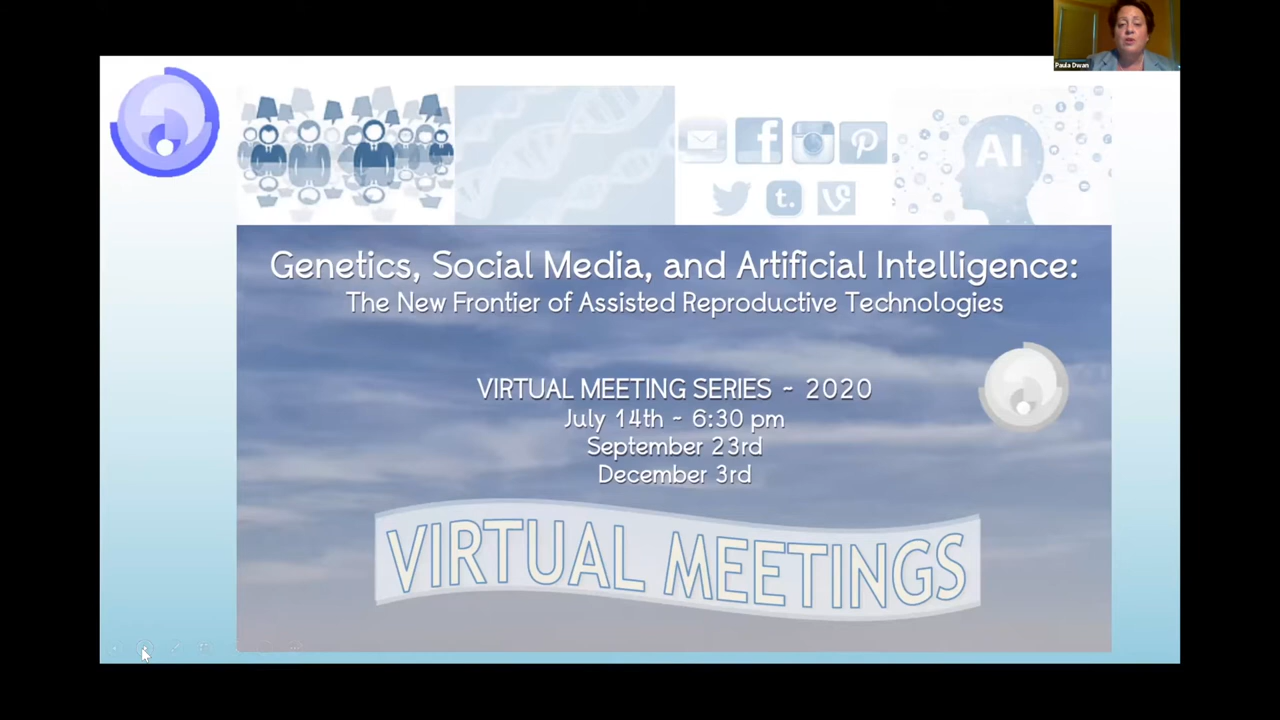 Paula Dwan
AI
f
t.
Genetics, Social Media, and Artificial Intelligence:
The New Frontier of Assisted Reproductive Technologies
VIRTUAL MEETING SERIES ~ 2020
July 14th ~ 6:30 pm
September 23rd
December 3rd
VIRTUAL MEETINGS